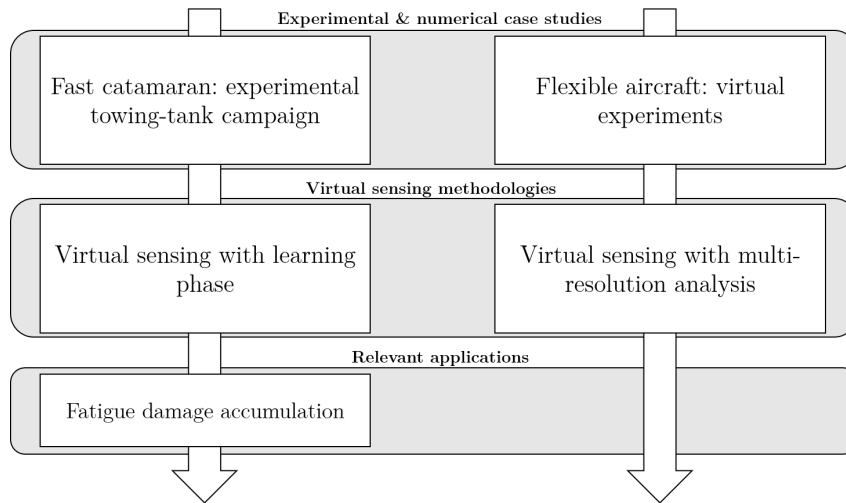 Experimental & numerical case studies
Fast catamaran: experimental
towing-tank campaign
Flexible aircraft: virtual
experiments
Virtual sensing methodologies
Virtual sensing with learning
phase
Virtual sensing with multi-
resolution analysis
Relevant applications
Fatigue damage accumulation